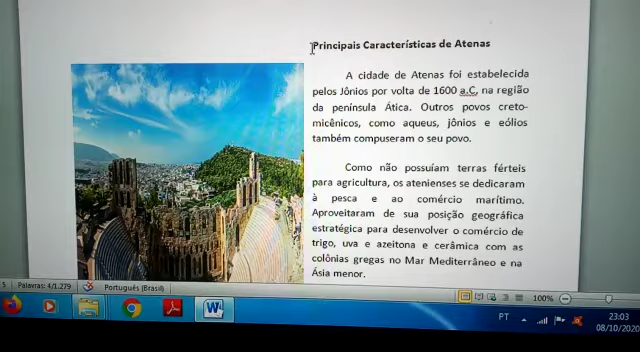 Principais Características de Atenas
A cidade de Atenas foi estabelecida
pelos Jônios por volta de 1600 a.C, na região
da península Ática. Outros povos creto-
micênicos, como aqueus, jônios e eólios
também compuseram o seu povo.
Como não possuíam terras férteis
para agricultura, os atenienses se dedicaram
à pesca e ao comércio marítimo.
Aproveitaram de sua posição geográfica
estratégica para desenvolver o comércio de
trigo, uva e azeitona e cerâmica com as
colônias gregas no Mar Mediterrâneo e na
Ásia menor.
5 Palavras: 4/1.279 Português (Brasil) 100%
W PT 23:03
08/10/2020